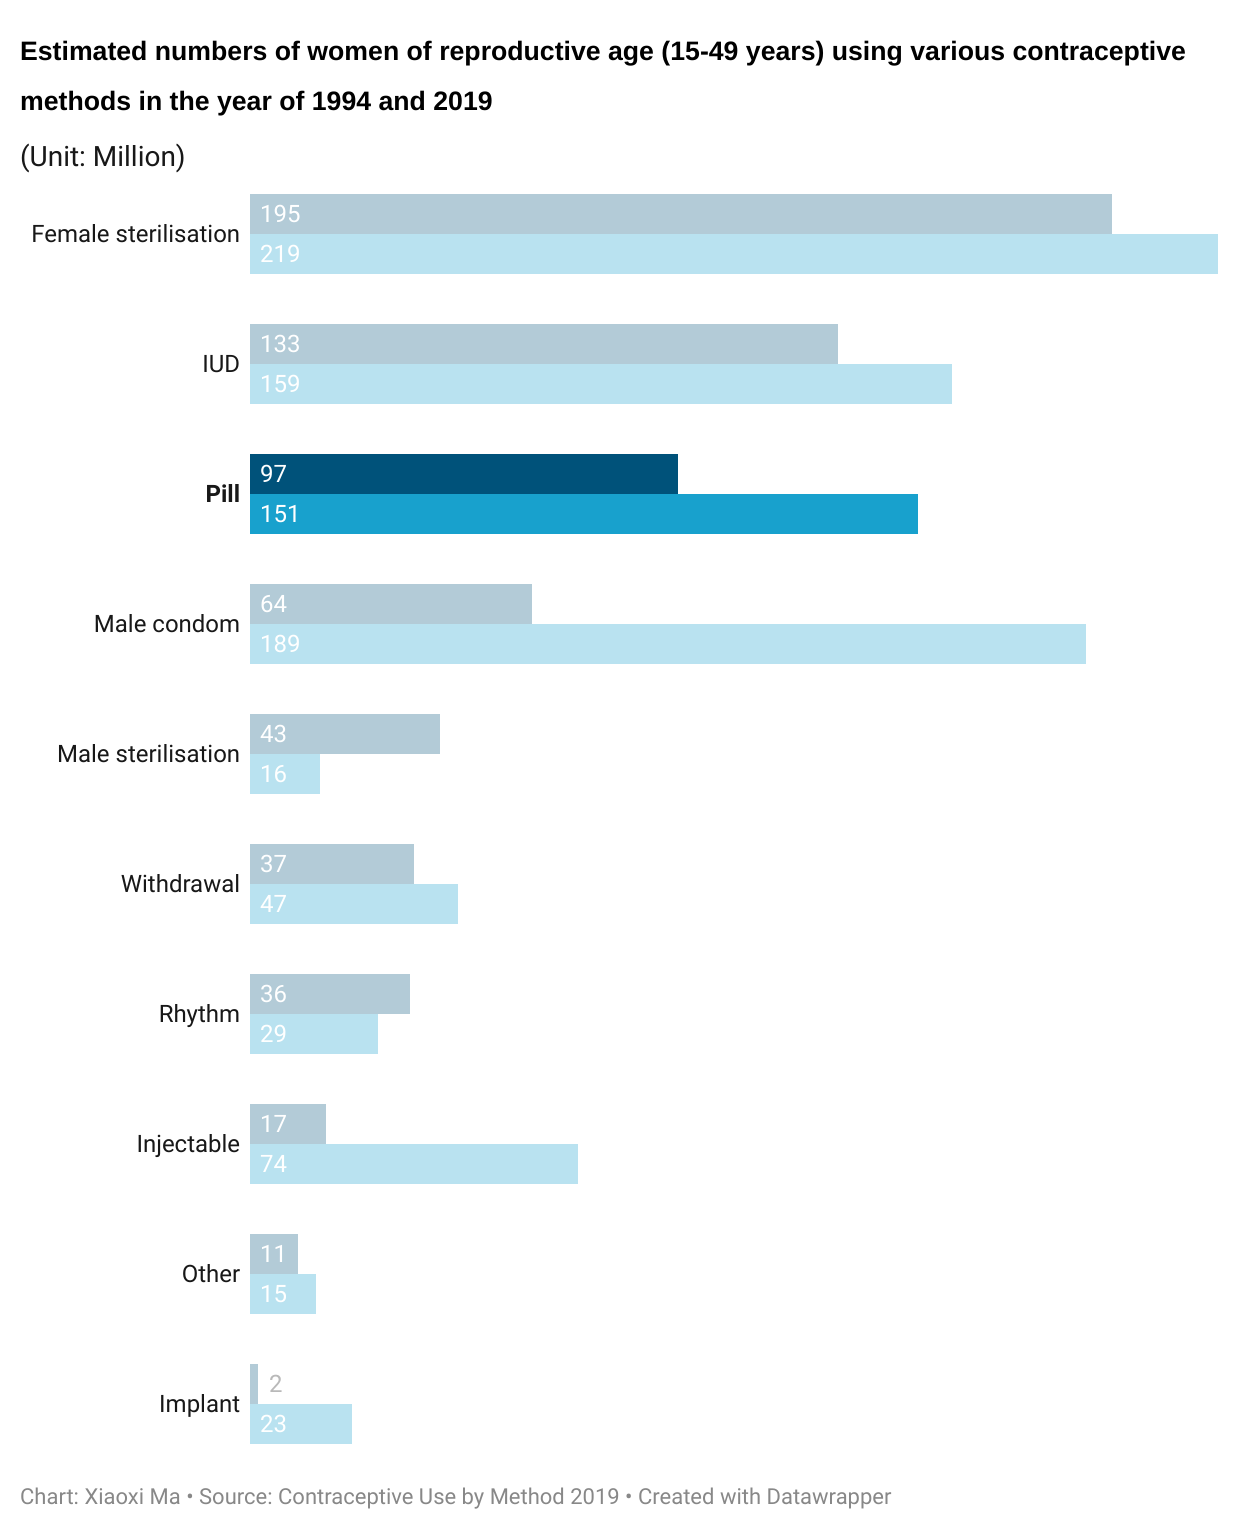 Estimated numbers of women of reproductive age (15-49 years) using various contraceptive
methods in the year of 1994 and 2019
(Unit: Million)
Female sterilisation
195
219
IUD
133
159
Pill
97
151
Male condom
64
189
Male sterilisation
43
16
Withdrawal
37
47
Rhythm
36
29
Injectable
17
74
Other
11
15
Implant
2
23
Chart: Xiaoxi Ma • Source: Contraceptive Use by Method 2019 • Created with Datawrapper